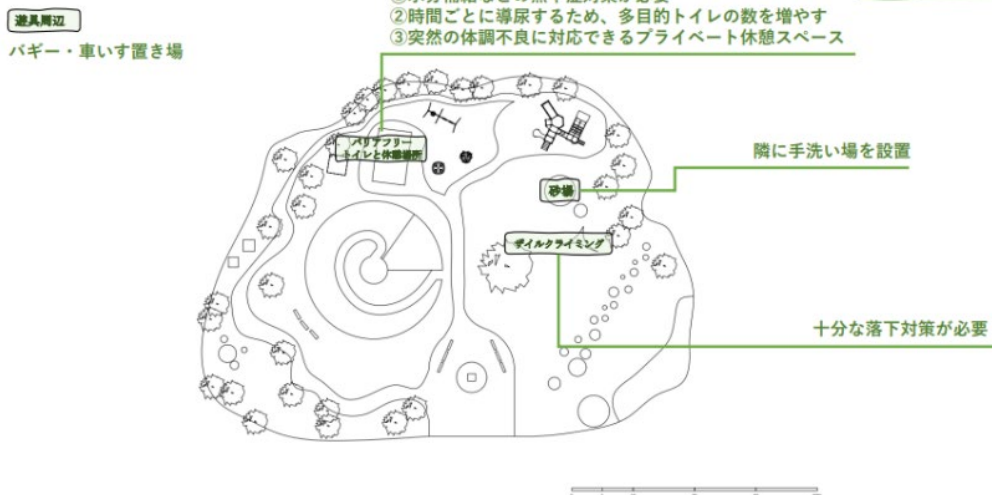 遊具周辺
バギー・車いす置き場
②時間ごとに導尿するため、多目的トイレの数を増やす
③突然の体調不良に対応できるプライベート休憩スペース
バリアフリー
トイレと休憩場所
隣に手洗い場を設置
砂場
ザイルクライミング
十分な落下対策が必要